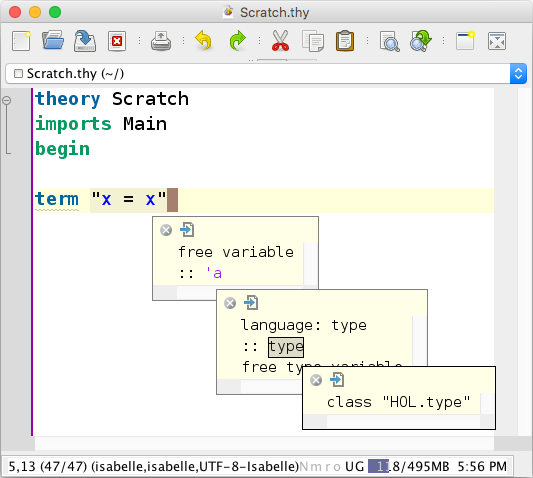 Scratch.thy
Scratch.thy (~/)
theory Scratch
imports Main
begin
term "x = x"
free variable
:: 'a
language: type
:: type
free type variable
class "HOL.type"
5,13 (47/47) (isabelle,isabelle,UTF-8-Isabelle) N m r o UG 118/495MB 5:56 PM